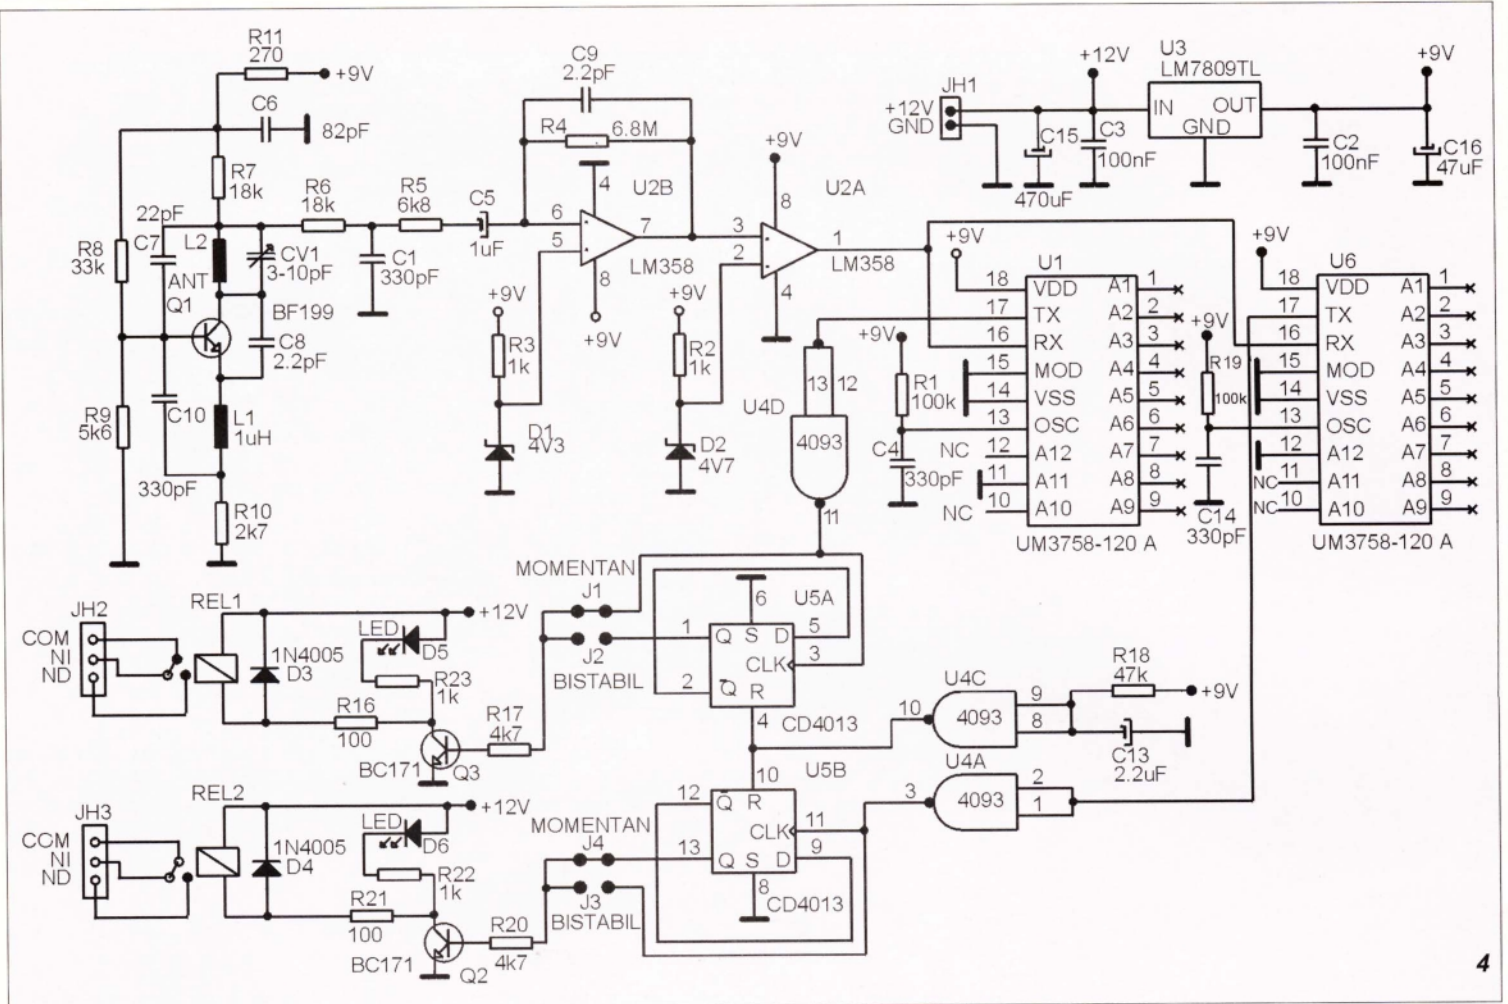 R11
270
+9V
C6
82pF
R7
18k
22pF
C7
L2
R8
33k
ANT
Q1
CV1
3-10pF
BF199
C8
2.2pF
R6
18k
C1
330pF
R5
6k8
C5
1uF
C9
2.2pF
R4
6.8M
4
U2B
6
5
7
8
LM358
+9V
+9V
R3
1k
D1
4V3
+9V
R2
1k
D2
4V7
+9V
8
U2A
3
2
1
4
LM358
R9
5k6
C10
330pF
L1
1uH
R10
2k7
JH1
+12V
GND
+12V
C15
470uF
C3
100nF
U3
LM7809TL
IN
OUT
GND
C2
100nF
+9V
C16
47uF
+9V
U1
18 VDD A1 1
17 TX A2 2
16 RX A3 3
15 MOD A4 4
14 VSS A5 5
13 OSC A6 6
NC 12 A12 A7 7
11 A11 A8 8
NC 10 A10 A9 9
UM3758-120 A
+9V
R1
100k
C4
330pF
+9V
U6
18 VDD A1 1
17 TX A2 2
16 RX A3 3
15 MOD A4 4
14 VSS A5 5
13 OSC A6 6
12 A12 A7 7
NC 11 A11 A8 8
NC 10 A10 A9 9
UM3758-120 A
+9V
R19
100k
C14
330pF
13 12
U4D
4093
11
MOMENTAN
J1
J2
BISTABIL
6
U5A
1 Q S D 5
CLK 3
2 Q R
4
CD4013
JH2
COM
NI
ND
REL1
1N4005
D3
LED
D5
+12V
R23
1k
R16
100
R17
4k7
BC171
Q3
U4C
10
4093
9
8
R18
47k
+9V
C13
2.2uF
U4A
3
4093
2
1
U5B
10
12 Q R
CLK 11
13 Q S D 9
8
CD4013
JH3
COM
NI
ND
REL2
1N4005
D4
LED
D6
+12V
R22
1k
R21
100
R20
4k7
BC171
Q2
MOMENTAN
J4
J3
BISTABIL
4